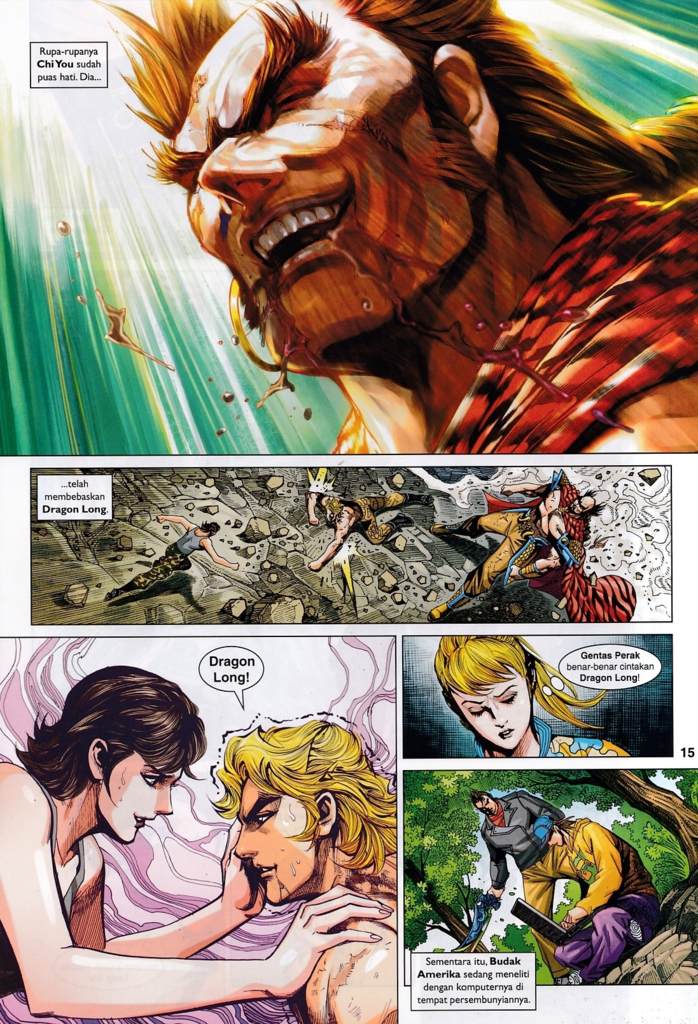 Rupa-rupanya
Chi You sudah
puas hati. Dia...
...telah
membebaskan
Dragon Long.
Dragon
Long!
Gentas Perak
benar-benar cintakan
Dragon Long!
15
Sementara itu, Budak
Amerika sedang meneliti
dengan komputernya di
tempat persembunyiannya.